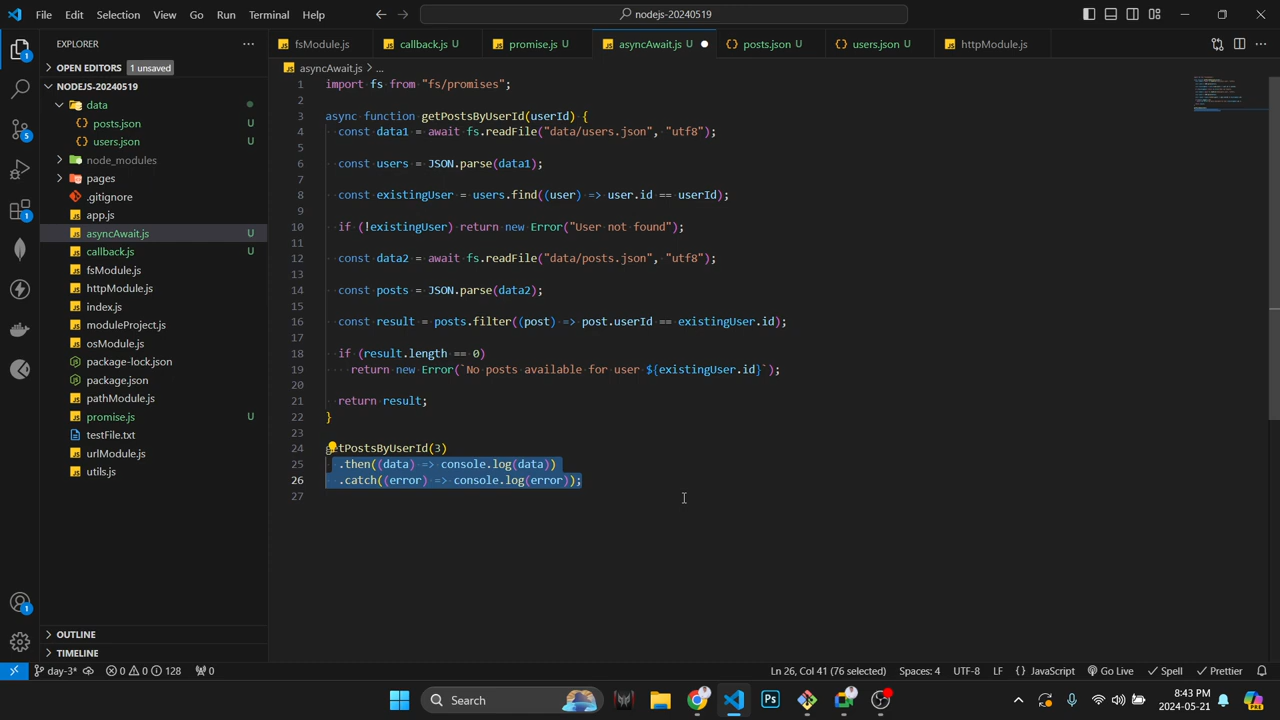 File Edit Selection View Go Run Terminal Help
nodejs-20240519
EXPLORER
OPEN EDITORS 1 unsaved
NODEJS-20240519
data
posts.json U
users.json U
node_modules
pages
.gitignore
app.js
asyncAwait.js U
callback.js U
fsModule.js
httpModule.js
index.js
moduleProject.js
osModule.js
package-lock.json
package.json
pathModule.js
promise.js U
testFile.txt
urlModule.js
utils.js
OUTLINE
TIMELINE
fsModule.js callback.js U promise.js U asyncAwait.js U posts.json U users.json U httpModule.js
asyncAwait.js > ...
1 import fs from "fs/promises";
2
3 async function getPostsByUserId(userId) {
4 const data1 = await fs.readFile("data/users.json", "utf8");
5
6 const users = JSON.parse(data1);
7
8 const existingUser = users.find((user) => user.id == userId);
9
10 if (!existingUser) return new Error("User not found");
11
12 const data2 = await fs.readFile("data/posts.json", "utf8");
13
14 const posts = JSON.parse(data2);
15
16 const result = posts.filter((post) => post.userId == existingUser.id);
17
18 if (result.length == 0)
19 return new Error(`No posts available for user ${existingUser.id}`);
20
21 return result;
22 }
23
24 getPostsByUserId(3)
25 .then((data) => console.log(data))
26 .catch((error) => console.log(error));
27
1
5
1
1
day-3* 0 0 128 0
Ln 26, Col 41 (76 selected) Spaces: 4 UTF-8 LF {} JavaScript Go Live Spell Prettier
Search
Ps
8:43 PM
2024-05-21